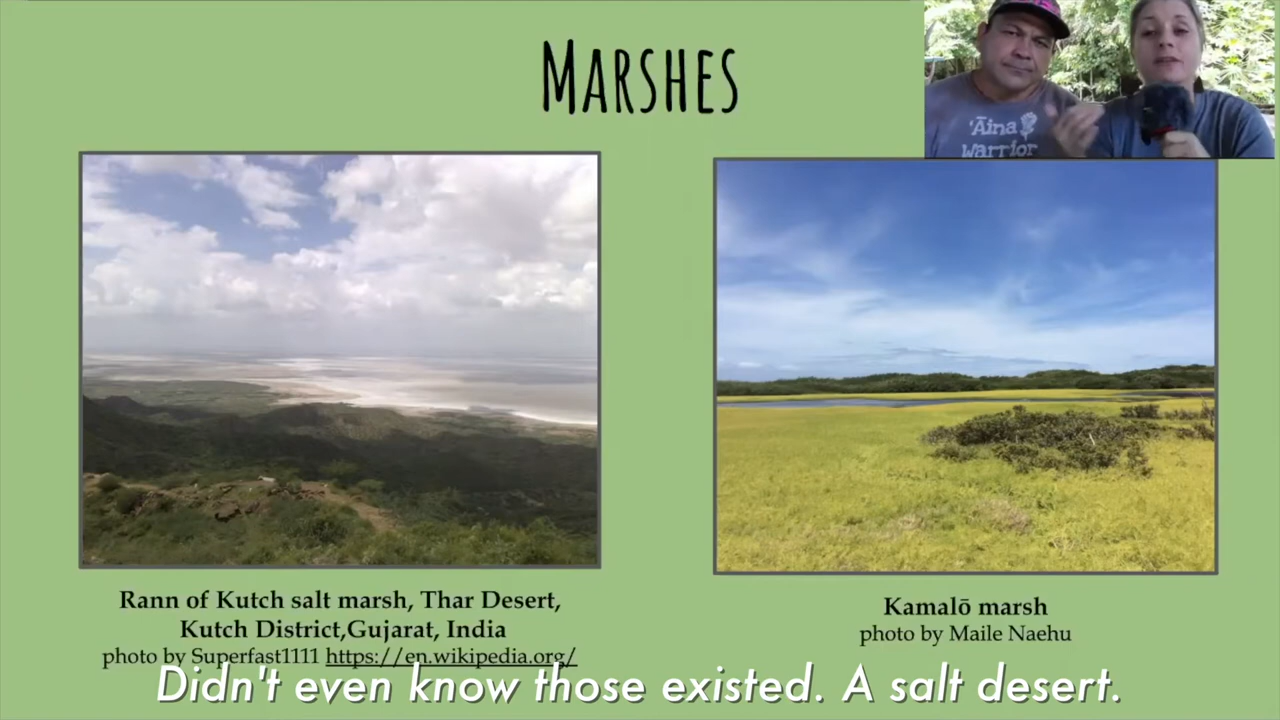 MARSHES
'Āina
warrior
Rann of Kutch salt marsh, Thar Desert,
Kutch District,Gujarat, India
photo by Superfast1111 https://en.wikipedia.org/
Kamalō marsh
photo by Maile Naehu
Didn't even know those existed. A salt desert.